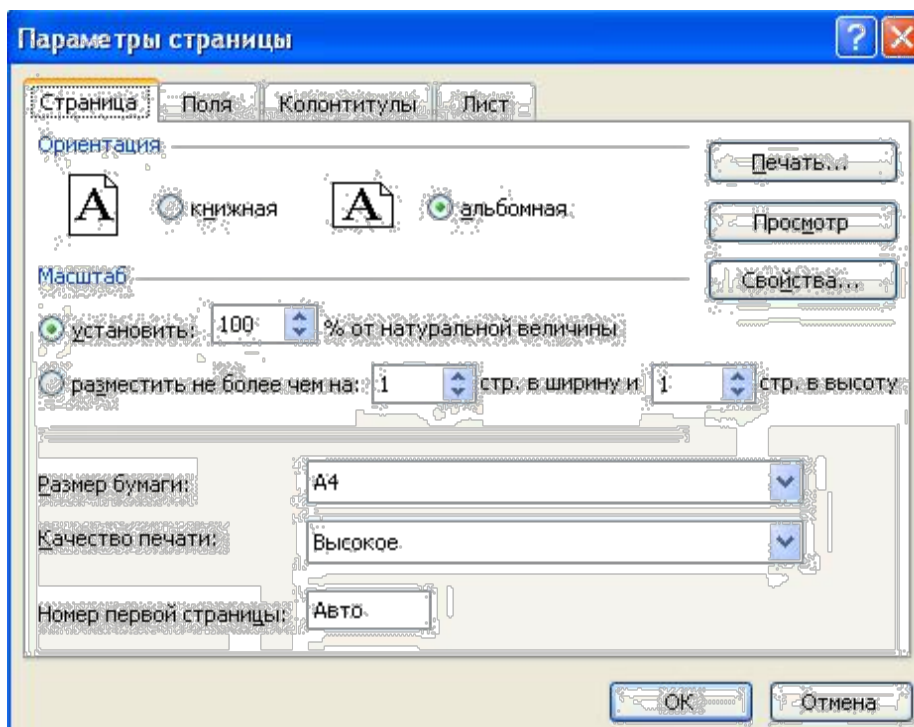 Параметры страницы
Страница Поля Колонтитулы Лист
Ориентация
Печать...
A книжная A альбомная
Просмотр
Масштаб
Свойства...
установить: 100 % от натуральной величины
разместить не более чем на: 1 стр. в ширину и 1 стр. в высоту
Размер бумаги: A4
Качество печати: Высокое
Номер первой страницы: Авто
ОК Отмена